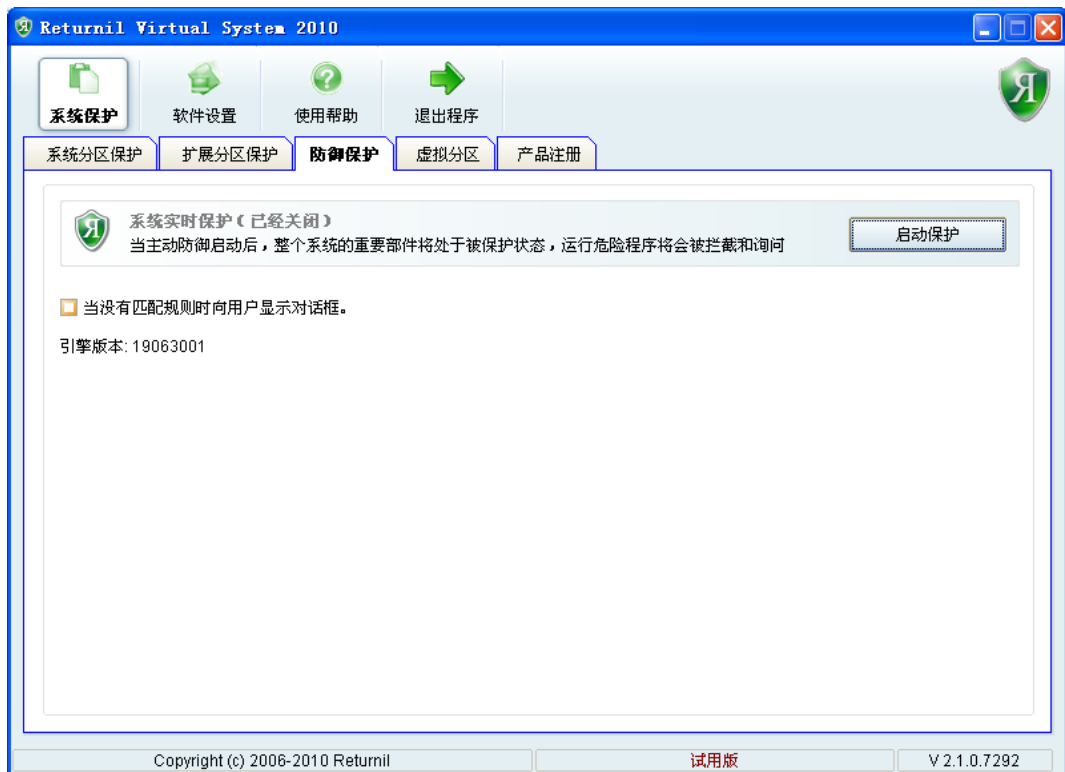 Returnil Virtual System 2010
系统保护 软件设置 使用帮助 退出程序
系统分区保护 扩展分区保护 防御保护 虚拟分区 产品注册
系统实时保护（已经关闭）
当主动防御启动后，整个系统的重要部件将处于被保护状态，运行危险程序将会被拦截和询问
启动保护
当没有匹配规则时向用户显示对话框。
引擎版本: 19063001
Copyright (c) 2006-2010 Returnil 试用版 V 2.1.0.7292